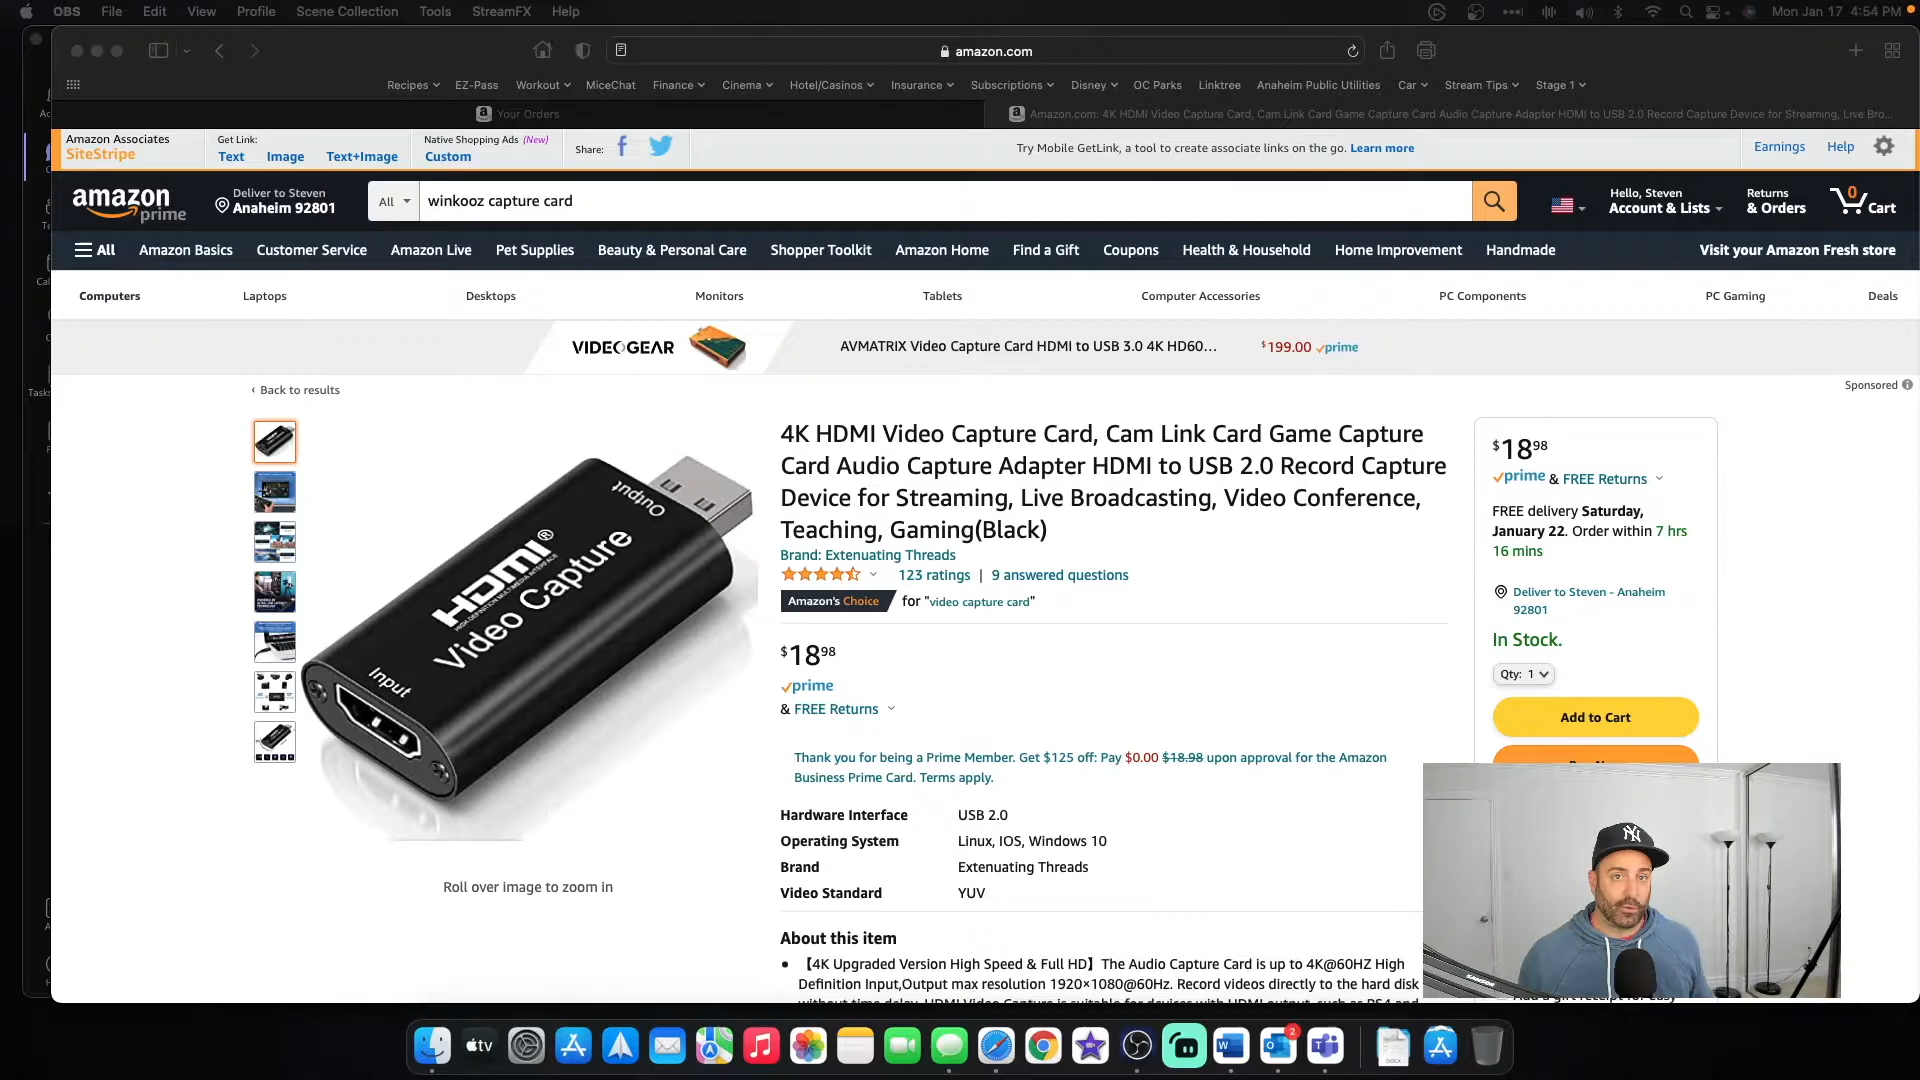 OBS File Edit View Profile Scene Collection Tools StreamFX Help Mon Jan 17 4:54 PM
amazon.com
Recipes EZ-Pass Workout MiceChat Finance Cinema Hotel/Casinos Insurance Subscriptions Disney OC Parks Linktree Anaheim Public Utilities Car Stream Tips Stage 1
Your Orders
Amazon.com: 4K HDMI Video Capture Card, Cam Link Card Game Capture Card Audio Capture Adapter HDMI to USB 2.0 Record Capture Device for Streaming, Live Bro...
Amazon Associates
SiteStripe
Get Link:
Text Image Text+Image
Native Shopping Ads (New)
Custom
Share:
Try Mobile GetLink, a tool to create associate links on the go. Learn more
Earnings Help
amazon prime
Deliver to Steven
Anaheim 92801
All
winkooz capture card
Hello, Steven
Account & Lists
Returns
& Orders
0
Cart
All Amazon Basics Customer Service Amazon Live Pet Supplies Beauty & Personal Care Shopper Toolkit Amazon Home Find a Gift Coupons Health & Household Home Improvement Handmade Visit your Amazon Fresh store
Computers Laptops Desktops Monitors Tablets Computer Accessories PC Components PC Gaming Deals
VIDEOGEAR AVMATRIX Video Capture Card HDMI to USB 3.0 4K HD60... $199.00 prime
Sponsored
‹ Back to results
Output
HDMI®
HIGH-DEFINITION MULTIMEDIA INTERFACE
Video Capture
Input
Roll over image to zoom in
4K HDMI Video Capture Card, Cam Link Card Game Capture
Card Audio Capture Adapter HDMI to USB 2.0 Record Capture
Device for Streaming, Live Broadcasting, Video Conference,
Teaching, Gaming(Black)
Brand: Extenuating Threads
123 ratings | 9 answered questions
Amazon's Choice for "video capture card"
$18 98
prime
& FREE Returns
Thank you for being a Prime Member. Get $125 off: Pay $0.00 $18.98 upon approval for the Amazon
Business Prime Card. Terms apply.
Hardware Interface USB 2.0
Operating System Linux, IOS, Windows 10
Brand Extenuating Threads
Video Standard YUV
About this item
• 【4K Upgraded Version High Speed & Full HD】The Audio Capture Card is up to 4K@60HZ High
Definition Input,Output max resolution 1920×1080@60Hz. Record videos directly to the hard disk
$18 98
prime & FREE Returns
FREE delivery Saturday,
January 22. Order within 7 hrs
16 mins
Deliver to Steven - Anaheim
92801
In Stock.
Qty: 1
Add to Cart
NY
tv
2
DOCX